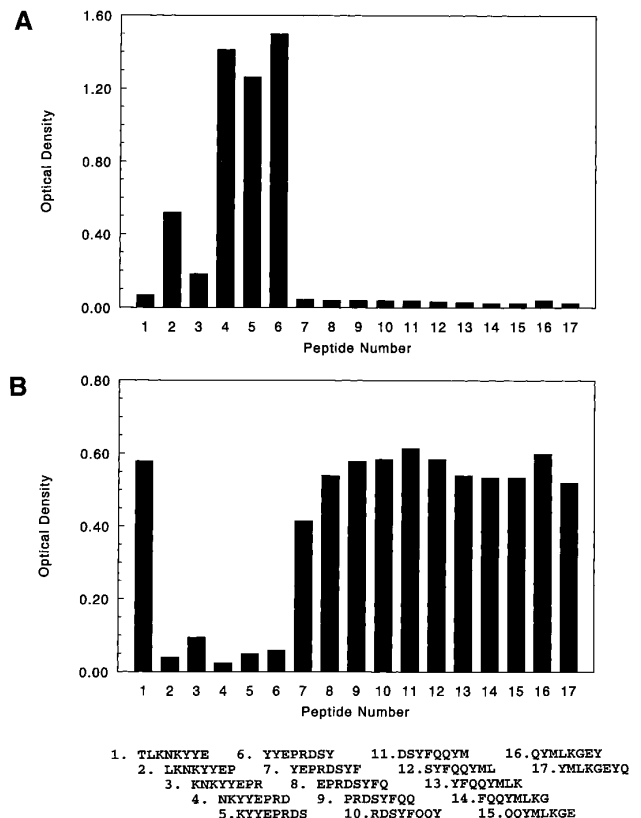 A
1.60
1.20
0.80
0.40
0.00
Optical Density
1 2 3 4 5 6 7 8 9 10 11 12 13 14 15 16 17
Peptide Number
B
0.80
0.60
0.40
0.20
0.00
Optical Density
1 2 3 4 5 6 7 8 9 10 11 12 13 14 15 16 17
Peptide Number
1. TLKNKYYE 6. YYEPRDSY 11.DSYFQQYM 16.QYMLKGEY
2. LKNKYYEP 7. YEPRDSYF 12.SYFQQYML 17.YMLKGEYQ
3. KNKYYEPR 8. EPRDSYFQ 13.YFQQYMLK
4. NKYYEPRD 9. PRDSYFQQ 14.FQQYMLKG
5.KYYEPRDS 10.RDSYFOOY 15.OOYMLKGE